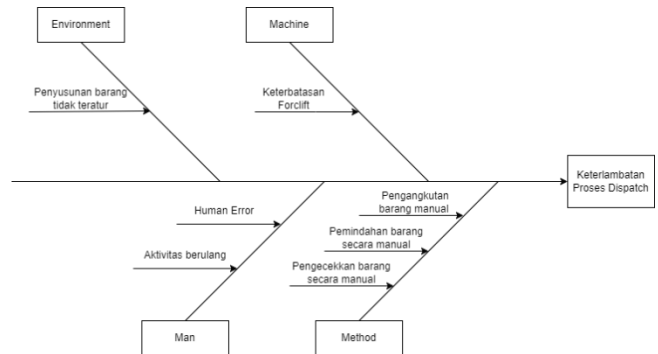 Environment
Machine
Penyusunan barang
tidak teratur
Keterbatasan
Forclift
Keterlambatan
Proses Dispatch
Pengangkutan
barang manual
Human Error
Pemindahan barang
secara manual
Aktivitas berulang
Pengecekkan barang
secara manual
Man
Method